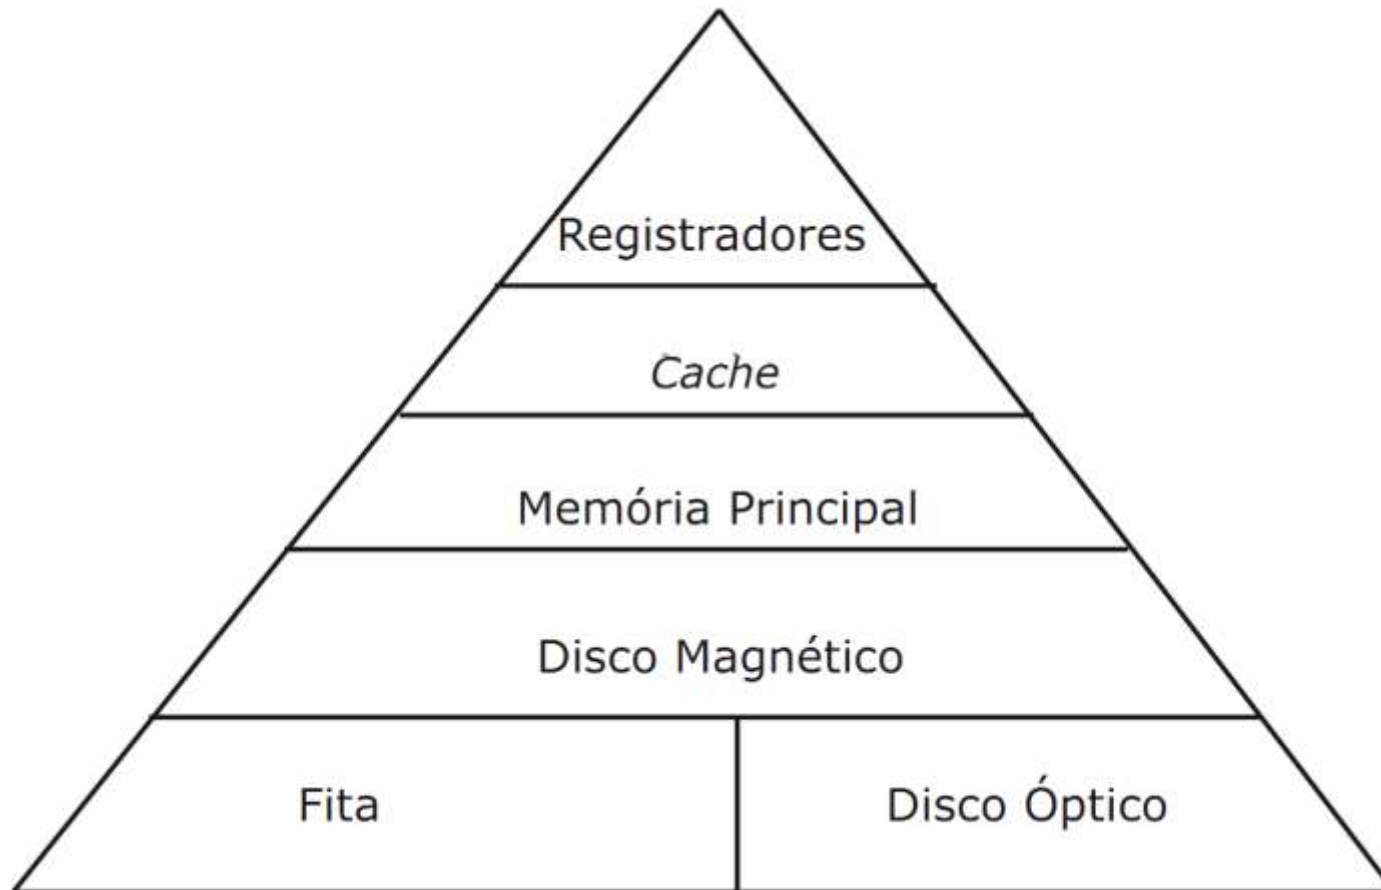 Registradores
Cache
Memória Principal
Disco Magnético
Fita
Disco Óptico